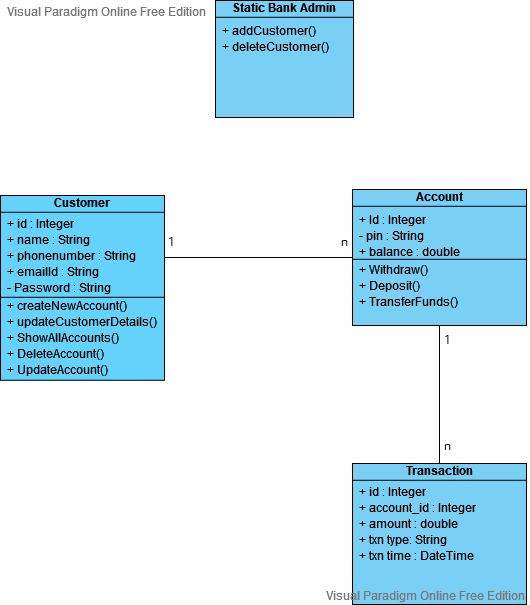 Visual Paradigm Online Free Edition
Static Bank Admin
+ addCustomer()
+ deleteCustomer()
Customer
+ id : Integer
+ name : String
+ phonenumber : String
+ emailId : String
- Password : String
+ createNewAccount()
+ updateCustomerDetails()
+ ShowAllAccounts()
+ DeleteAccount()
+ UpdateAccount()
1
n
Account
+ Id : Integer
- pin : String
+ balance : double
+ Withdraw()
+ Deposit()
+ TransferFunds()
1
n
Transaction
+ id : Integer
+ account_id : Integer
+ amount : double
+ txn type: String
+ txn time : DateTime
Visual Paradigm Online Free Edition